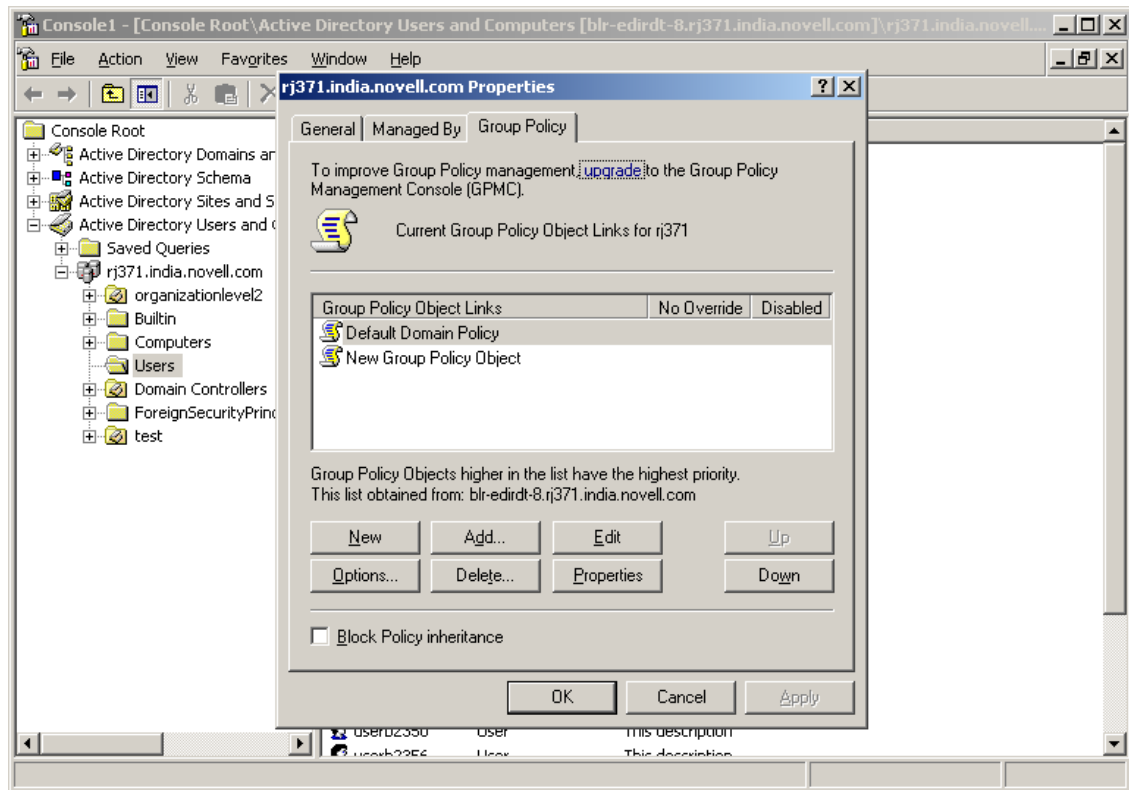 Console1 - [Console Root\Active Directory Users and Computers [blr-edirdt-8.rj371.india.novell.com]\rj371.india.novell....
File Action View Favorites Window Help
rj371.india.novell.com Properties
Console Root
Active Directory Domains ar
Active Directory Schema
Active Directory Sites and S
Active Directory Users and
Saved Queries
rj371.india.novell.com
organizationlevel2
Builtin
Computers
Users
Domain Controllers
ForeignSecurityPrinc
test
General Managed By Group Policy
To improve Group Policy management, upgrade to the Group Policy
Management Console (GPMC).
Current Group Policy Object Links for rj371
Group Policy Object Links No Override Disabled
Default Domain Policy
New Group Policy Object
Group Policy Objects higher in the list have the highest priority.
This list obtained from: blr-edirdt-8.rj371.india.novell.com
New Add... Edit Up
Options... Delete... Properties Down
Block Policy inheritance
OK Cancel Apply
userb2350 User This description
userb2356 User This description